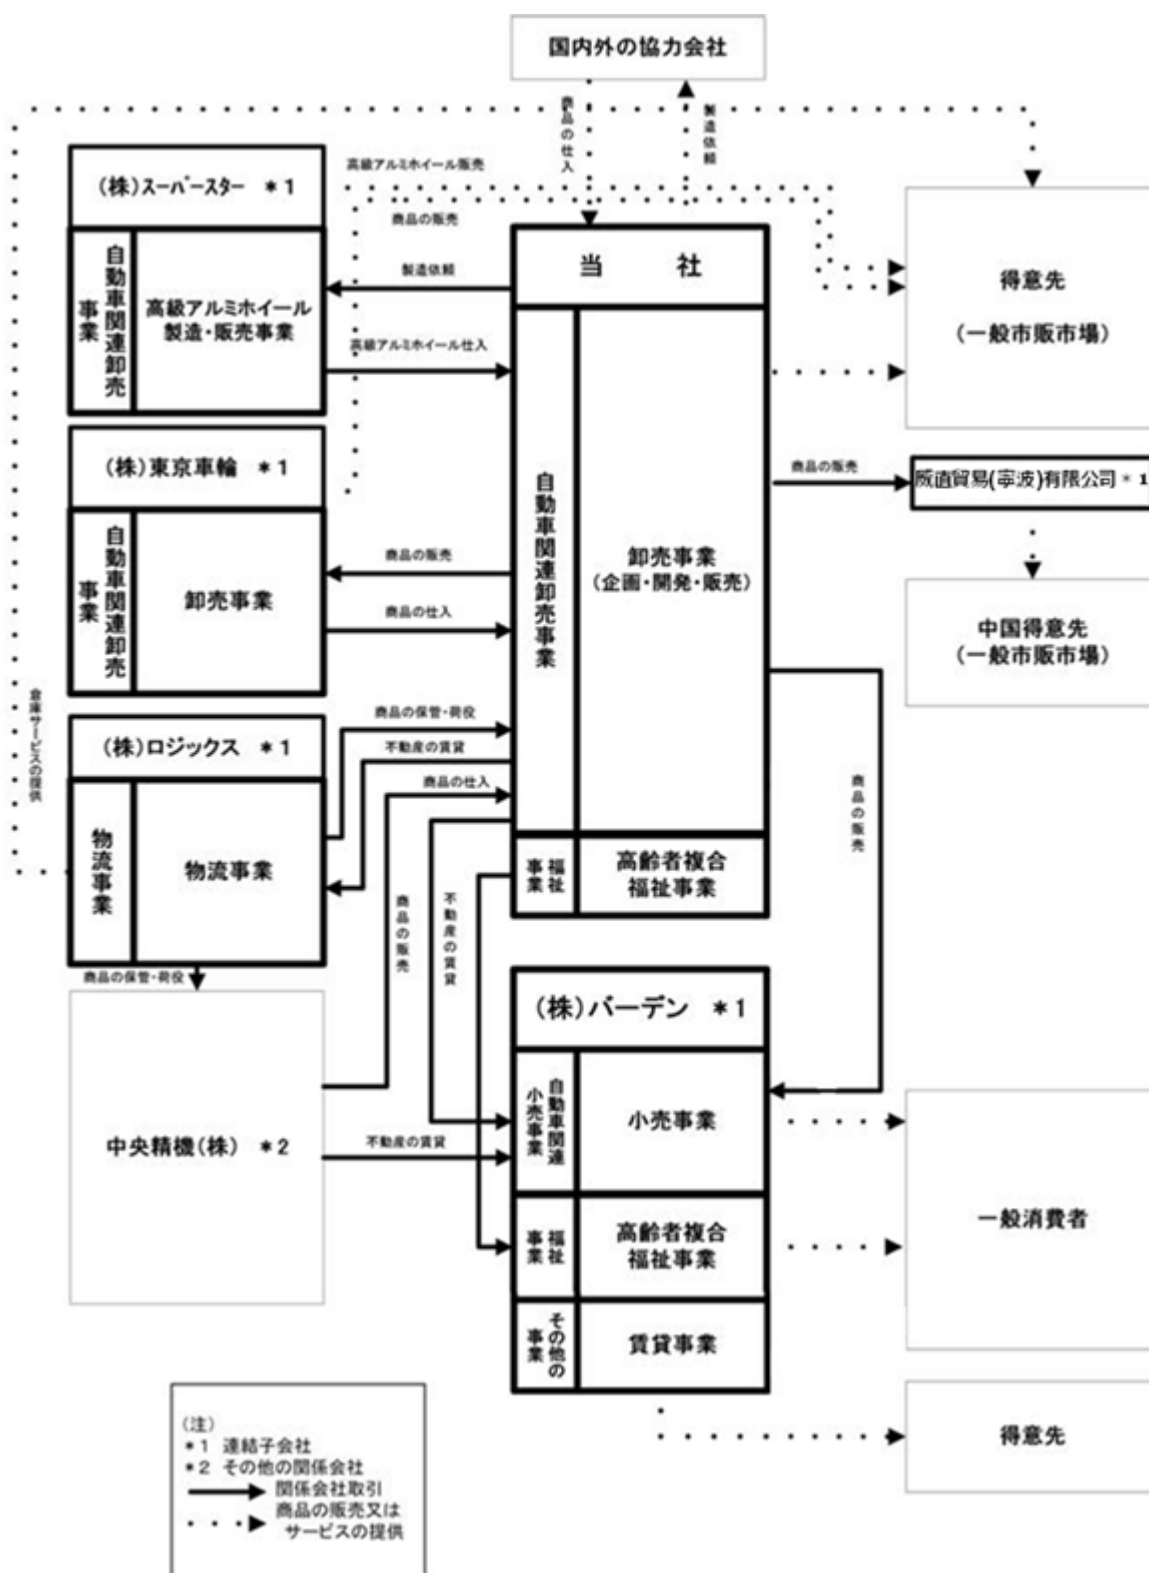 国内外の協力会社
商品の仕入
製造依頼
(株)スーパースター *1
自動車関連卸売
事業
高級アルミホイール
製造・販売事業
高級アルミホイール販売
商品の販売
製造依頼
高級アルミホイール仕入
当 社
自動車関連卸売事業
卸売事業
(企画・開発・販売)
福祉
事業
高齢者複合
福祉事業
得意先
(一般市販市場)
商品の販売
威直貿易(寧波)有限公司*1
中国得意先
(一般市販市場)
(株)東京車輪 *1
自動車関連卸売
事業
卸売事業
商品の販売
商品の仕入
倉庫サービスの提供
(株)ロジックス *1
物流事業
物流事業
商品の保管・荷役
不動産の賃貸
商品の仕入
商品の販売
不動産の賃貸
商品の販売
商品の保管・荷役
中央精機(株) *2
不動産の賃貸
(株)バーデン *1
自動車関連
小売事業
小売事業
福祉
事業
高齢者複合
福祉事業
その他の
事業
賃貸事業
一般消費者
得意先
(注)
*1 連結子会社
*2 その他の関係会社
関係会社取引
商品の販売又は
サービスの提供